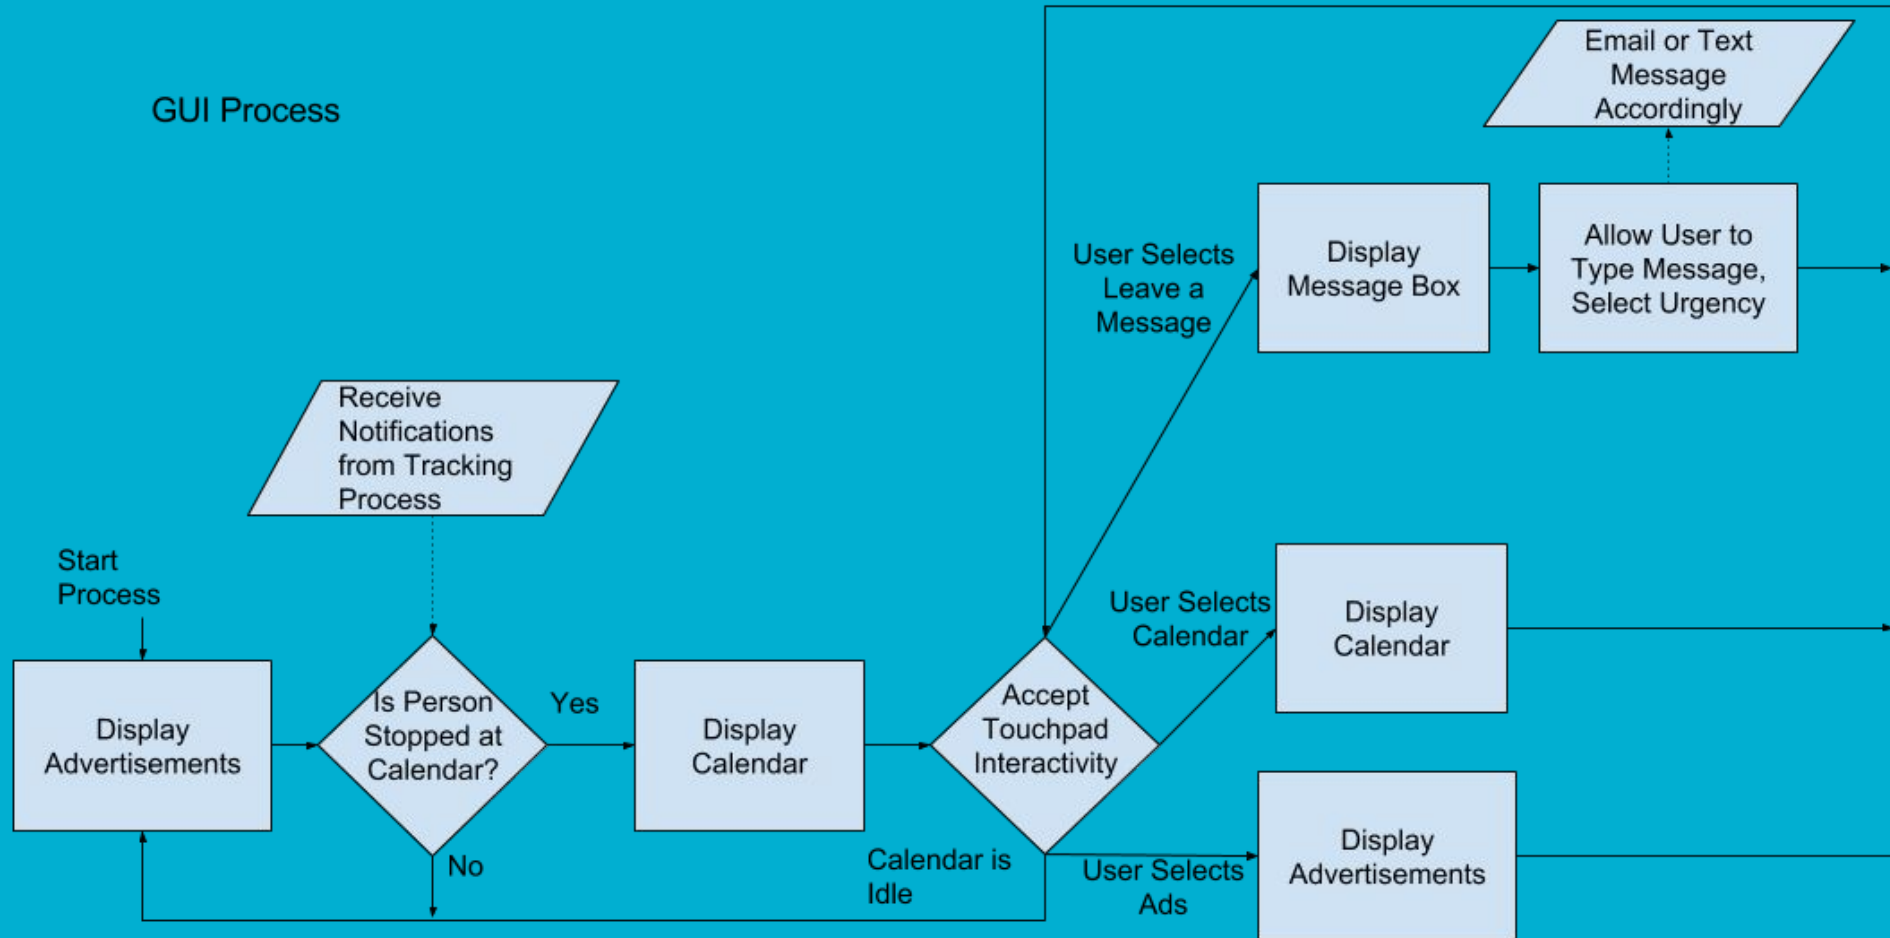 GUI Process
Email or Text
Message
Accordingly
User Selects
Leave a
Message
Display
Message Box
Allow User to
Type Message,
Select Urgency
Receive
Notifications
from Tracking
Process
Start
Process
Display
Advertisements
Is Person
Stopped at
Calendar?
Yes
No
Display
Calendar
Accept
Touchpad
Interactivity
User Selects
Calendar
Display
Calendar
Calendar is
Idle
User Selects
Ads
Display
Advertisements